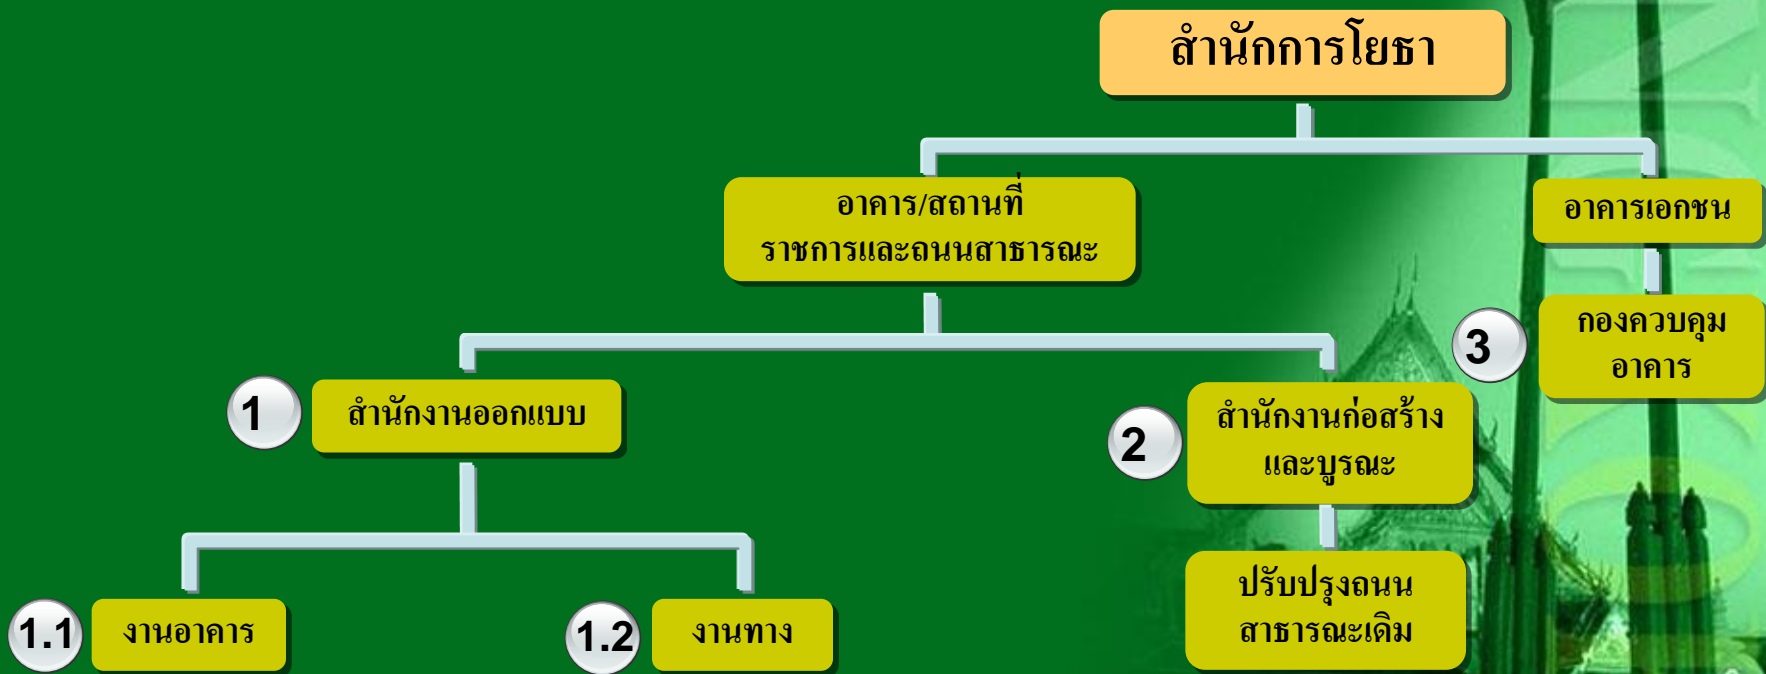 สำนักการโยธา
อาคาร/สถานที่
ราชการและถนนสาธารณะ
อาคารเอกชน
3
กองควบคุม
อาคาร
1
สำนักงานออกแบบ
2
สำนักงานก่อสร้าง
และบูรณะ
1.1
งานอาคาร
1.2
งานทาง
ปรับปรุงถนน
สาธารณะเดิม